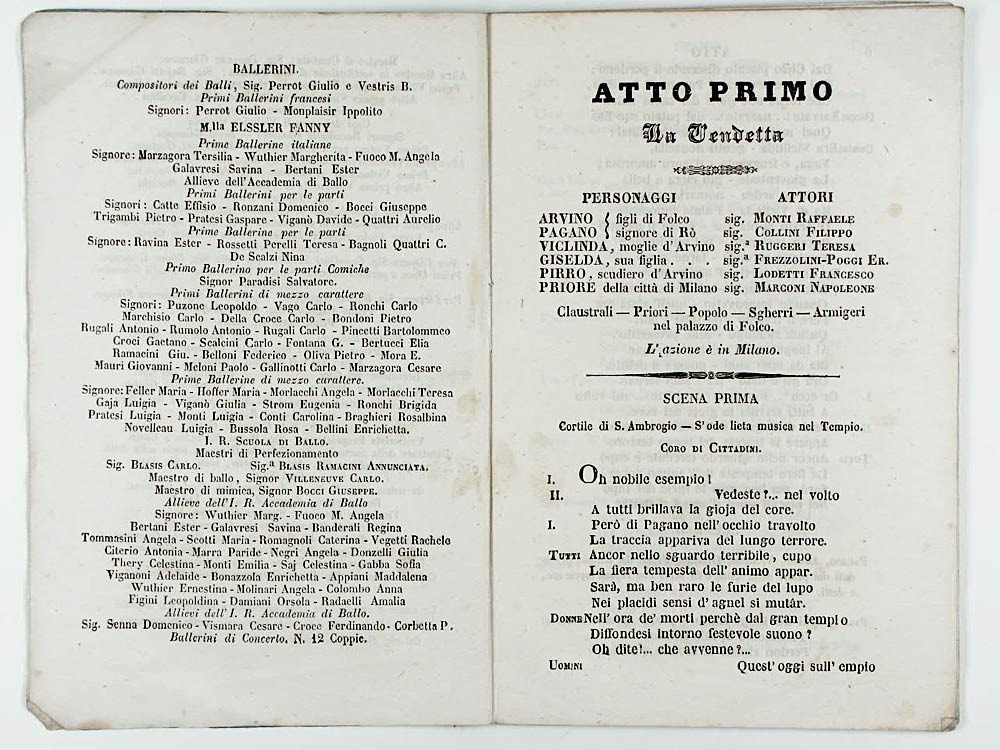 BALLERINI.
Compositori dei Balli, Sig. Perrot Giulio e Vestris B.
Primi Ballerini francesi
Signori: Perrot Giulio - Monplaisir Ippolito
M.lla ELSSLER FANNY
Prime Ballerine italiane
Signore: Marzagora Tersilia - Wuthier Margherita - Fuoco M. Angela
Galavresi Savina - Bertani Ester
Allieve dell'Accademia di Ballo
Primi Ballerini per le parti
Signori: Catte Effisio - Ronzani Domenico - Bocci Giuseppe
Trigambi Pietro - Pratesi Gaspare - Viganò Davide - Quattri Aurelio
Prime Ballerine per le parti
Signore: Ravina Ester - Rossetti Perelli Teresa - Bagnoli Quattri C.
De Scalzi Nina
Primo Ballerino per le parti Comiche
Signor Paradisi Salvatore.
Primi Ballerini di mezzo carattere
Signori: Puzone Leopoldo - Vago Carlo - Ronchi Carlo
Marchisio Carlo - Della Croce Carlo - Bondoni Pietro
Rugali Antonio - Rumolo Antonio - Rugali Carlo - Pincetti Bartolommeo
Croci Gaetano - Scalcini Carlo - Fontana G. - Bertucci Elia
Ramacini Giu. - Belloni Federico - Oliva Pietro - Mora E.
Mauri Giovanni - Meloni Paolo - Gallinotti Carlo - Marzagora Cesare
Prime Ballerine di mezzo carattere.
Signore: Feller Maria - Hoffer Maria - Morlacchi Angela - Morlacchi Teresa
Gaja Luigia - Viganò Giulia - Strom Eugenia - Ronchi Brigida
Pratesi Luigia - Monti Luigia - Conti Carolina - Braghieri Rosalbina
Novelleau Luigia - Bussola Rosa - Bellini Enrichetta.
I. R. SCUOLA DI BALLO.
Maestri di Perfezionamento
Sig. BLASIS CARLO. Sig.a BLASIS RAMACINI ANNUNCIATA.
Maestro di ballo, Signor VILLENEUVE CARLO.
Maestro di mimica, Signor BOCCI GIUSEPPE.
Allieve dell'I. R. Accademia di Ballo
Signore: Wuthier Marg. - Fuoco M. Angela
Bertani Ester - Galavresi Savina - Banderali Regina
Tommasini Angela - Scotti Maria - Romagnoli Caterina - Vegetti Rachele
Citerio Antonia - Marra Paride - Negri Angela - Donzelli Giulia
Thery Celestina - Monti Emilia - Saj Celestina - Gabba Sofia
Viganoni Adelaide - Bonazzola Enrichetta - Appiani Maddalena
Wuthier Ernestina - Molinari Angela - Colombo Anna
Figini Leopoldina - Damiani Orsola - Radaelli Amalia
Allievi dell'I. R. Accademia di Ballo.
Sig. Senna Domenico - Vismara Cesare - Croce Ferdinando - Corbetta P.
Ballerini di Concerto, N. 12 Coppie.
ATTO PRIMO
La Vendetta
PERSONAGGI ATTORI
ARVINO { figli di Folco sig. MONTI RAFFAELE
PAGANO { signore di Rò sig. COLLINI FILIPPO
VICLINDA, moglie d'Arvino sig.a RUGGERI TERESA
GISELDA, sua figlia . . sig.a FREZZOLINI-POGGI ER.
PIRRO, scudiero d'Arvino sig. LODETTI FRANCESCO
PRIORE della città di Milano sig. MARCONI NAPOLEONE
Claustrali — Priori — Popolo — Sgherri — Armigeri
nel palazzo di Folco.
L'azione è in Milano.
SCENA PRIMA
Cortile di S. Ambrogio — S'ode lieta musica nel Tempio.
CORO DI CITTADINI.
I. Oh nobile esempio!
II. Vedeste?... nel volto
A tutti brillava la gioja del core.
I. Però di Pagano nell'occhio travolto
La traccia appariva del lungo terrore.
TUTTI Ancor nello sguardo terribile, cupo
La fiera tempesta dell'animo appar.
Sarà, ma ben raro le furie del lupo
Nei placidi sensi d'agnel si mutâr.
DONNE Nell'ora de' morti perchè dal gran tempio
Diffondesi intorno festevole suono?
Oh dite!... che avvenne?...
UOMINI Quest'oggi sull'empio